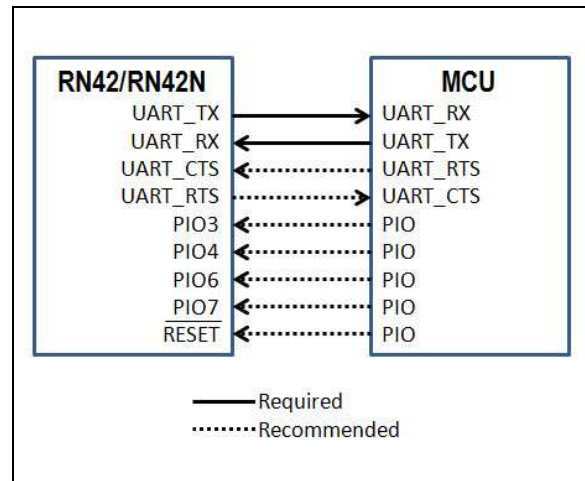 RN42/RN42N MCU
UART_TX UART_RX
UART_RX UART_TX
UART_CTS UART_RTS
UART_RTS UART_CTS
PIO3 PIO
PIO4 PIO
PIO6 PIO
PIO7 PIO
RESET PIO
Required
Recommended